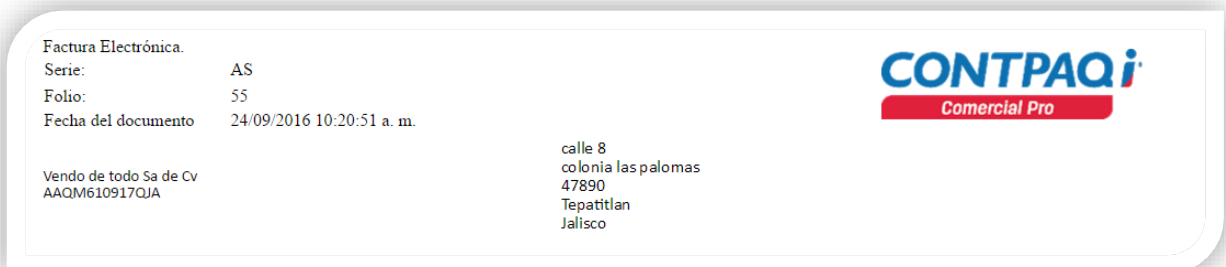 Factura Electrónica.
Serie: AS
Folio: 55
Fecha del documento 24/09/2016 10:20:51 a. m.
CONTPAQi
Comercial Pro
Vendo de todo Sa de Cv
AAQM610917QJA
calle 8
colonia las palomas
47890
Tepatitlan
Jalisco